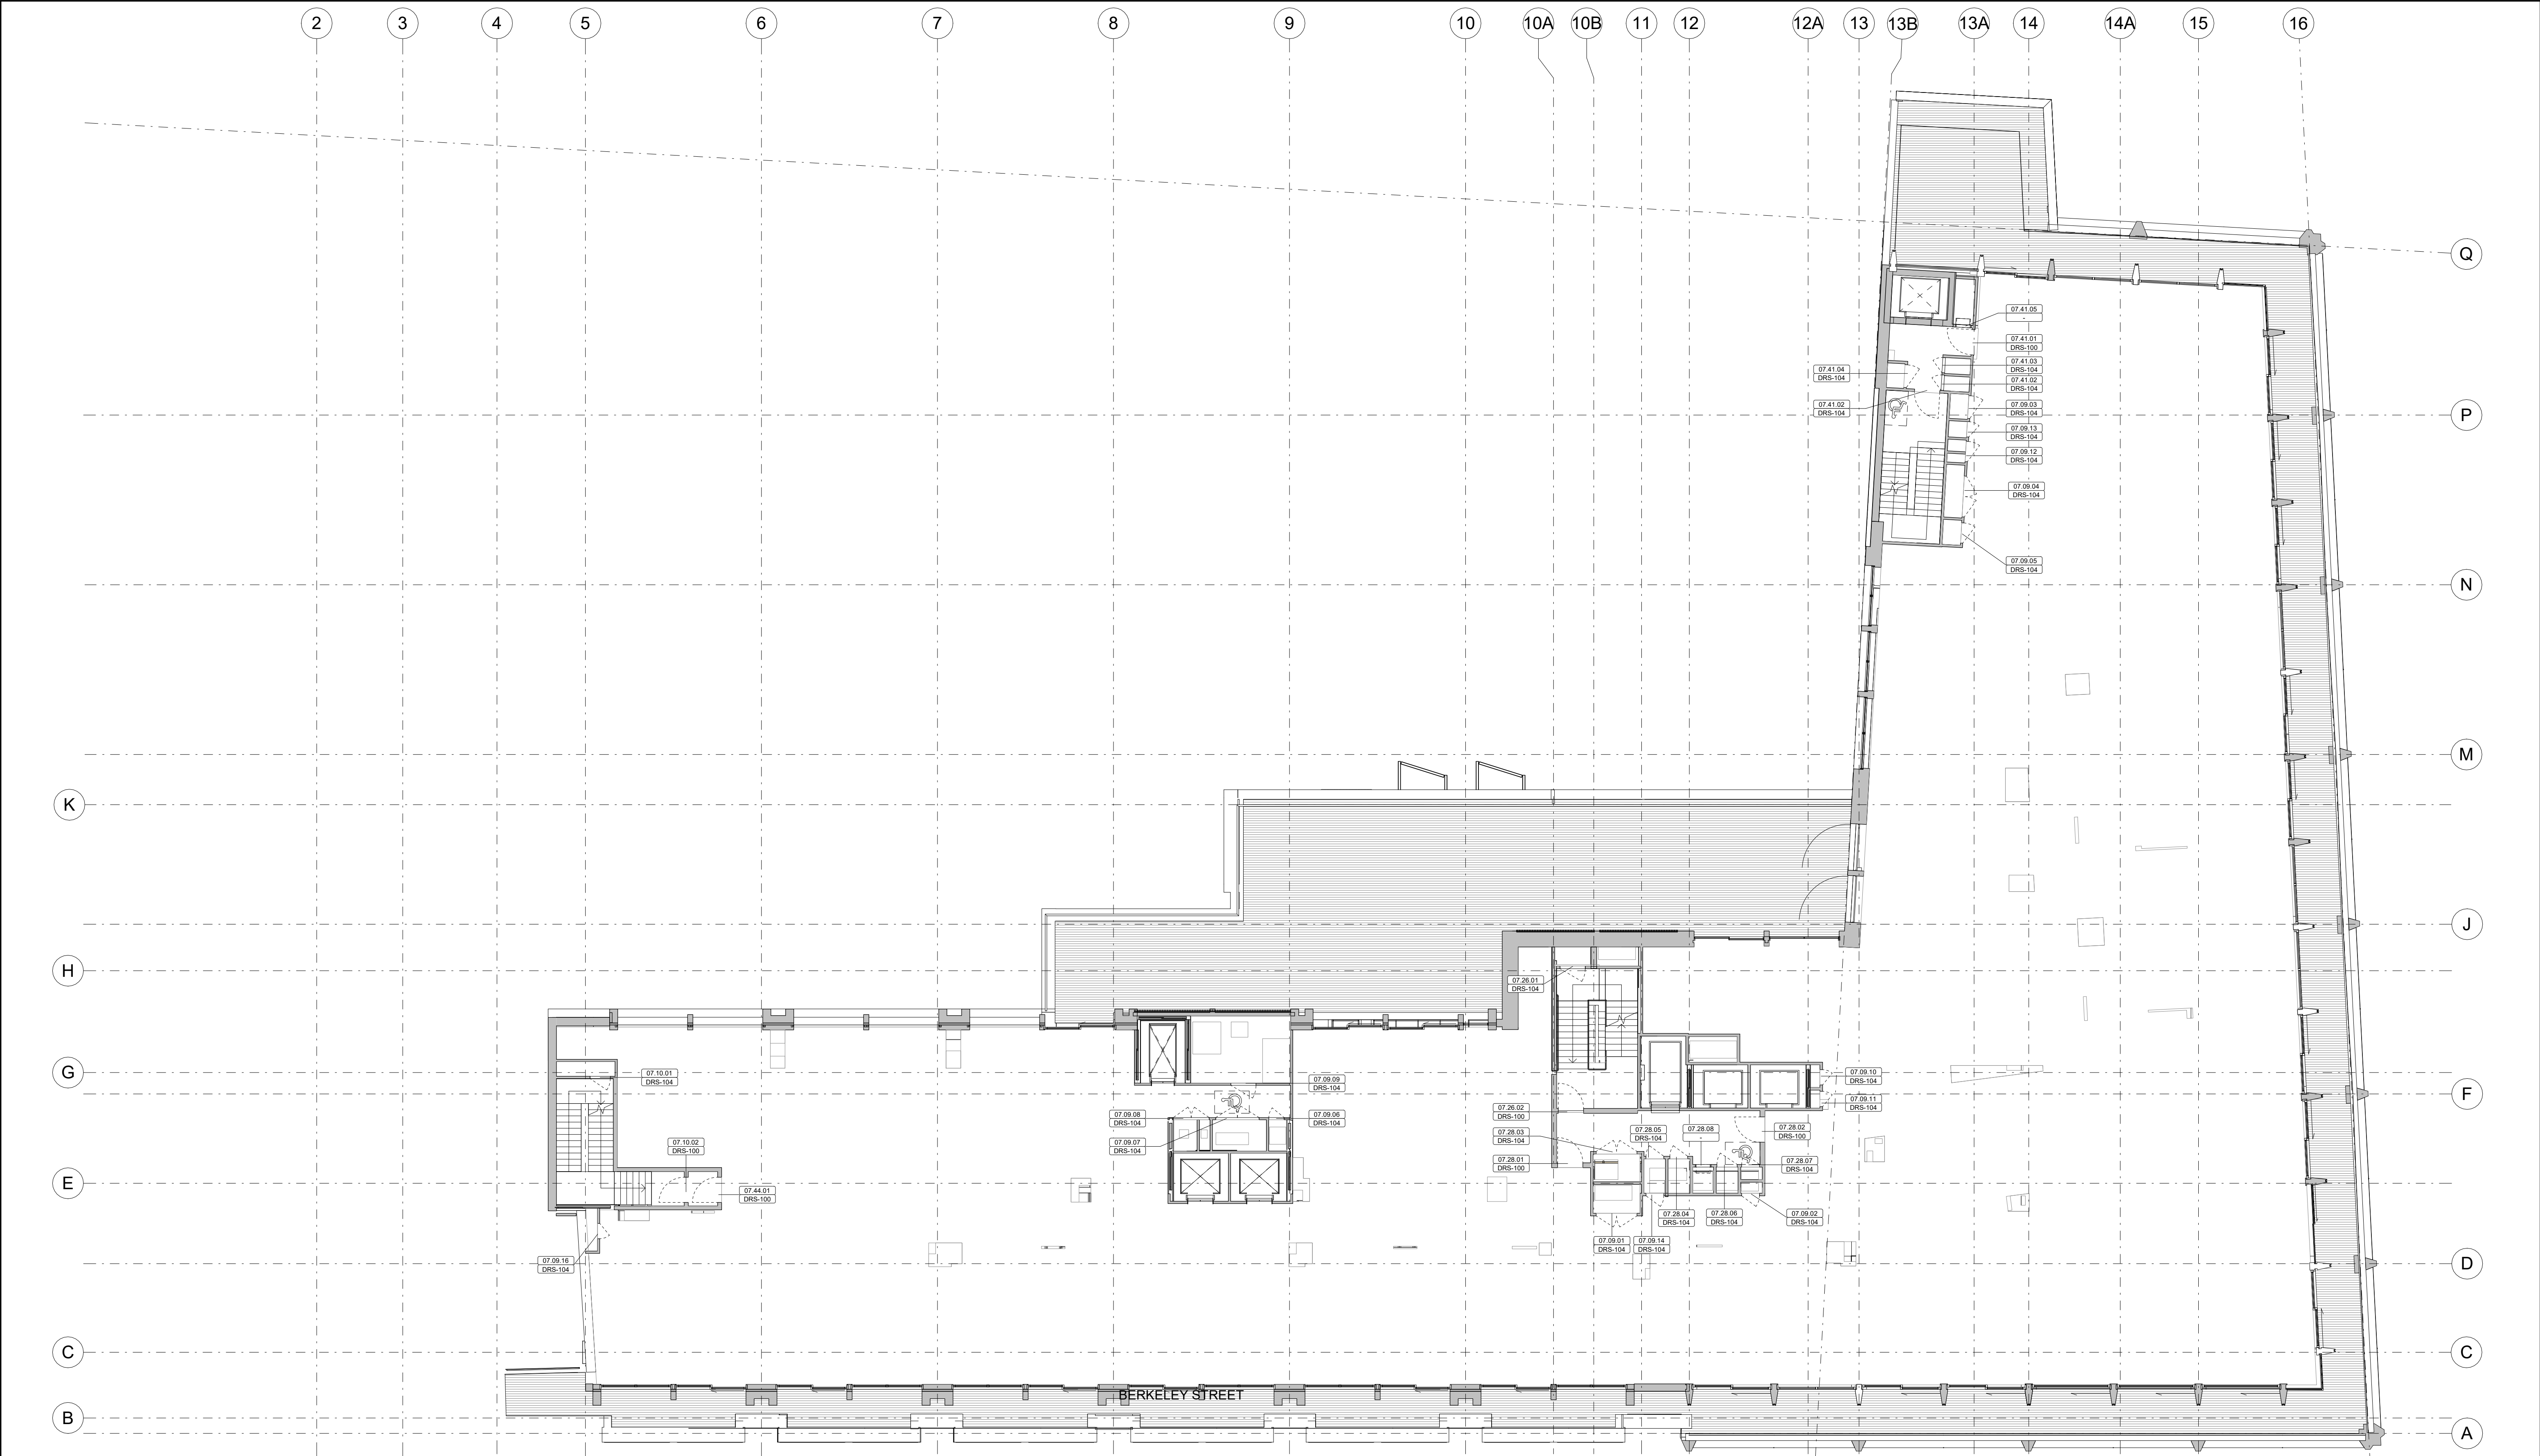 2 3 4 5 6 7 8 9 10 10A 10B 11 12 12A 13 13B 13A 14 14A 15 16
Q
07.41.05
-
07.41.01
DRS-100
07.41.03
DRS-104
07.41.04
DRS-104
07.41.02
DRS-104
07.41.02
DRS-104
07.09.03
DRS-104
P
07.09.13
DRS-104
07.09.12
DRS-104
07.09.04
DRS-104
07.09.05
DRS-104
N
M
K
J
H
07.26.01
DRS-104
G
07.10.01
DRS-104
07.09.09
DRS-104
07.09.10
DRS-104
F
07.09.11
DRS-104
07.09.08
DRS-104
07.09.06
DRS-104
07.26.02
DRS-100
07.09.07
DRS-104
07.28.03
DRS-104
07.28.05
DRS-104
07.28.08
-
07.28.02
DRS-100
07.10.02
DRS-100
07.28.01
DRS-100
07.28.07
DRS-104
E
07.44.01
DRS-100
07.28.04
DRS-104
07.28.06
DRS-104
07.09.02
DRS-104
07.09.01
DRS-104
07.09.14
DRS-104
07.09.16
DRS-104
D
C C
BERKELEY STREET
B
A